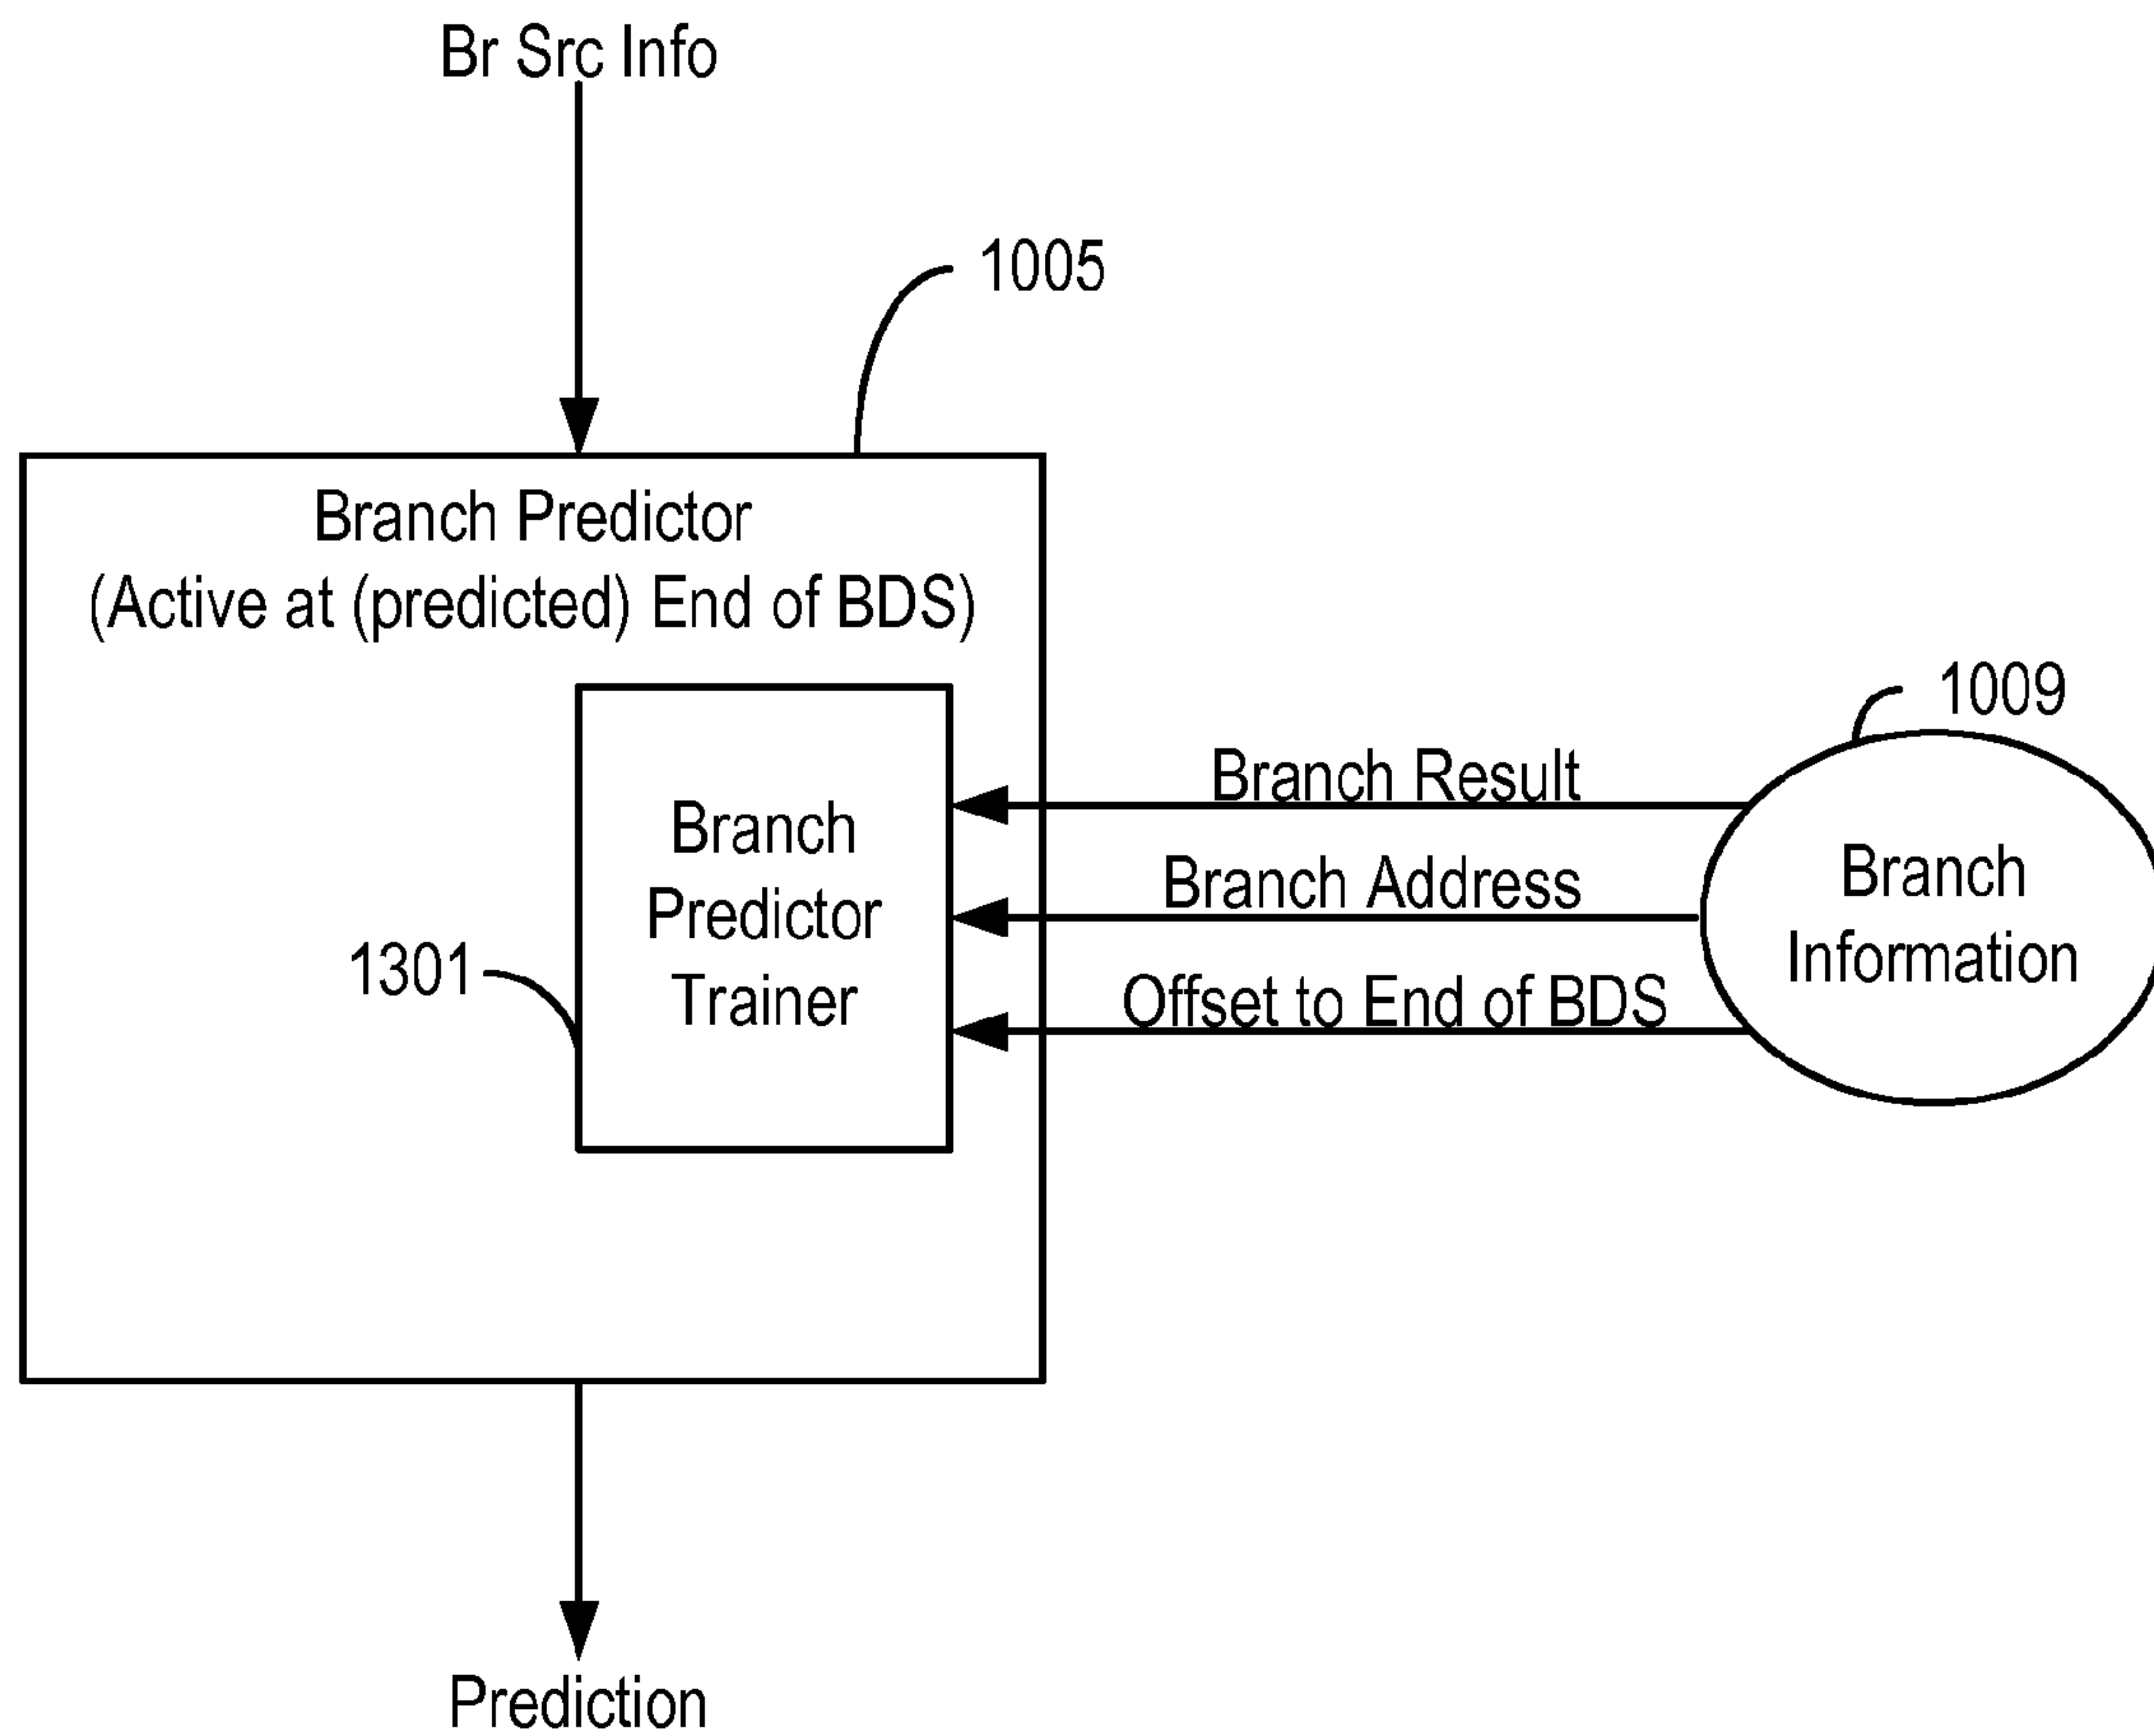 Br Src Info
1005
Branch Predictor
(Active at (predicted) End of BDS)
1009
Branch Result
Branch Address
Offset to End of BDS
Branch
Predictor
Trainer
1301
Branch
Information
Prediction